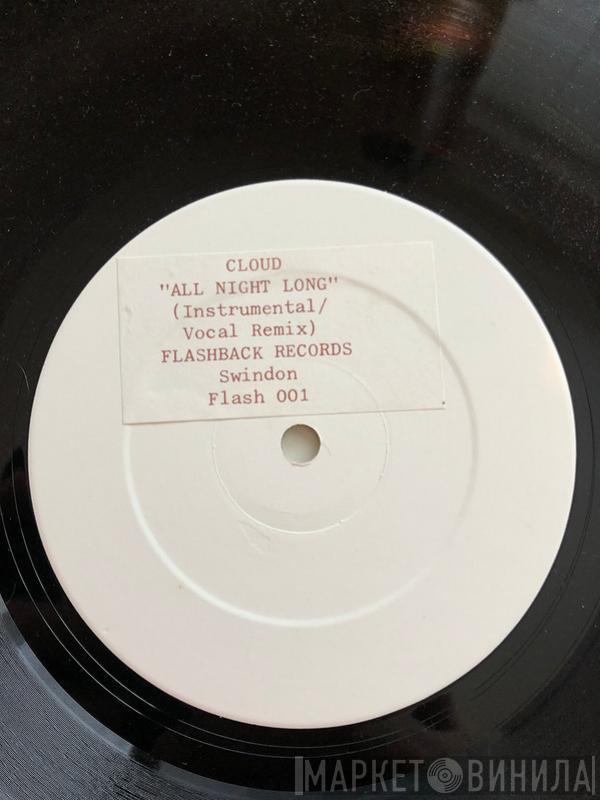 CLOUD
"ALL NIGHT LONG"
(Instrumental/
Vocal Remix)
FLASHBACK RECORDS
Swindon
Flash 001
МАРКЕТ ВИНИЛА